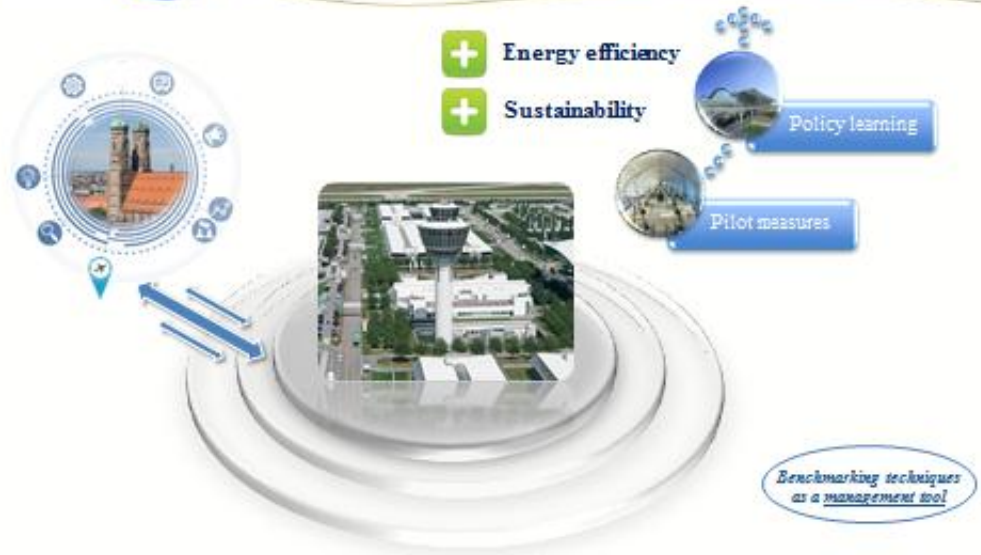 Energy efficiency
Sustainability
Policy learning
Pilot measures
Benchmarking techniques
as a management tool